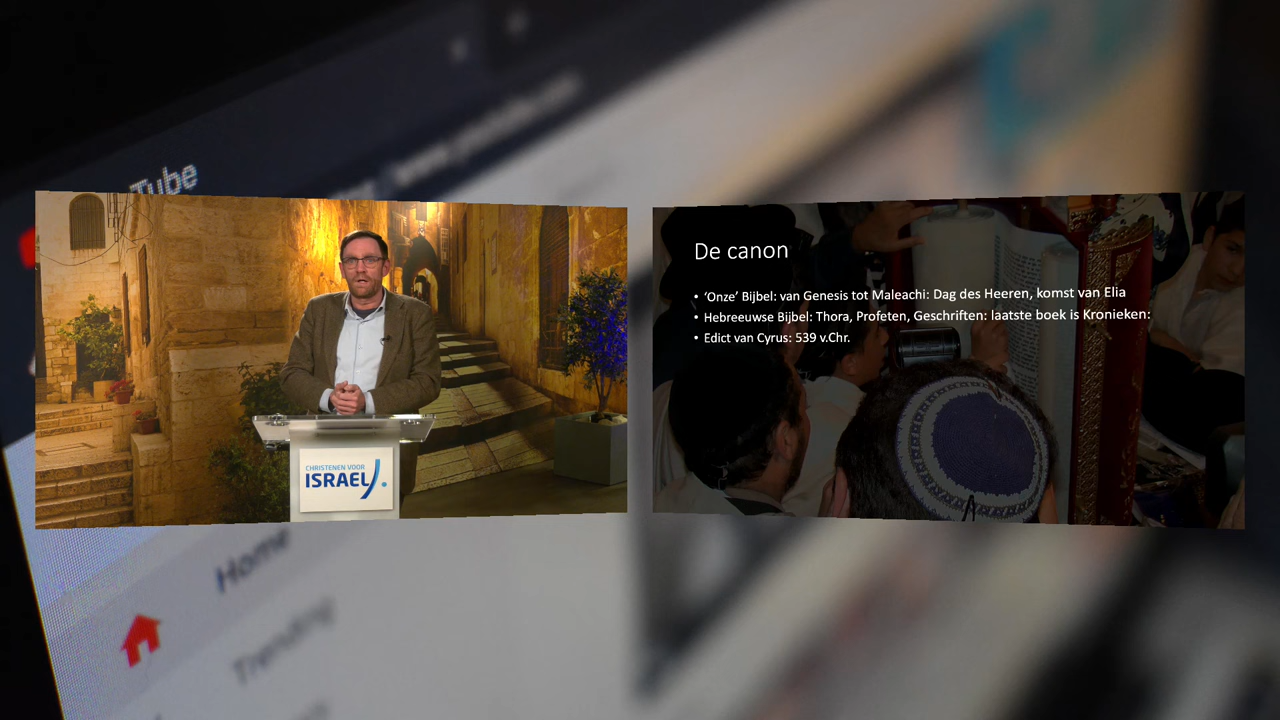 Tube
De canon
• ‘Onze’ Bijbel: van Genesis tot Maleachi: Dag des Heeren, komst van Elia
• Hebreeuwse Bijbel: Thora, Profeten, Geschriften: laatste boek is Kronieken:
• Edict van Cyrus: 539 v.Chr.
CHRISTENEN VOOR
ISRAEL
Home
Trending